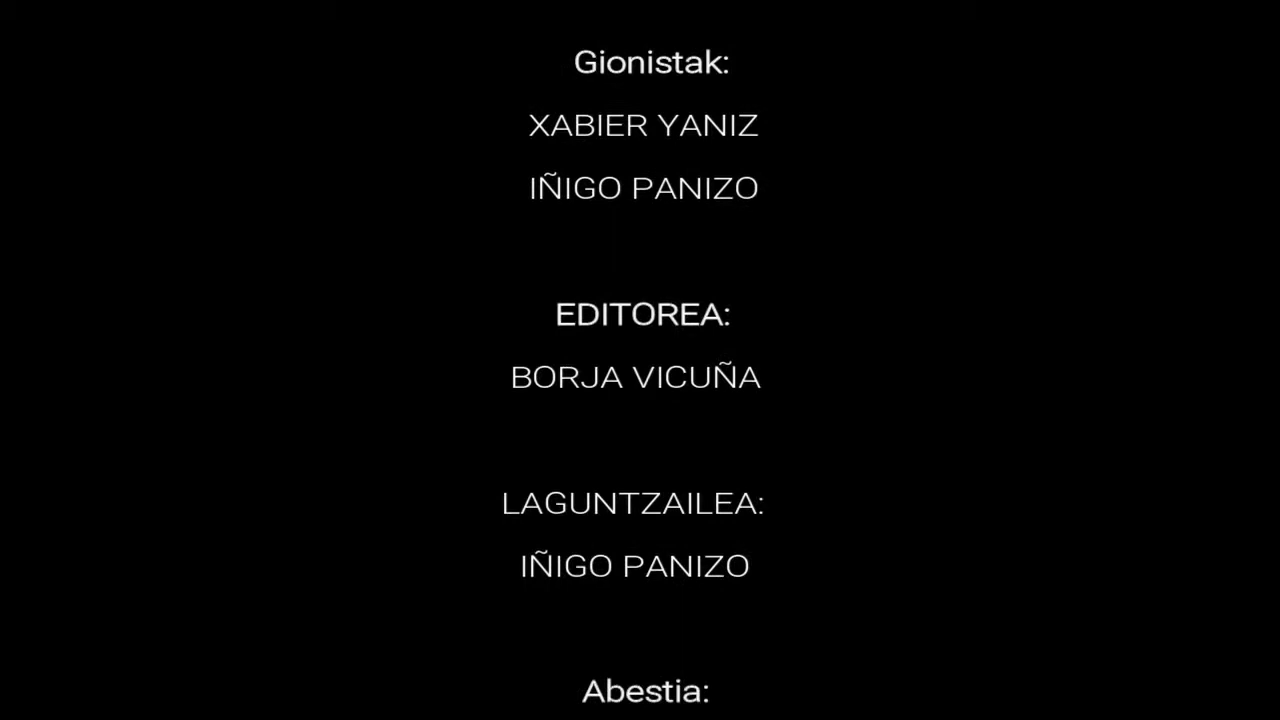 Gionistak:
XABIER YANIZ
IÑIGO PANIZO
EDITOREA:
BORJA VICUÑA
LAGUNTZAILEA:
IÑIGO PANIZO
Abestia: